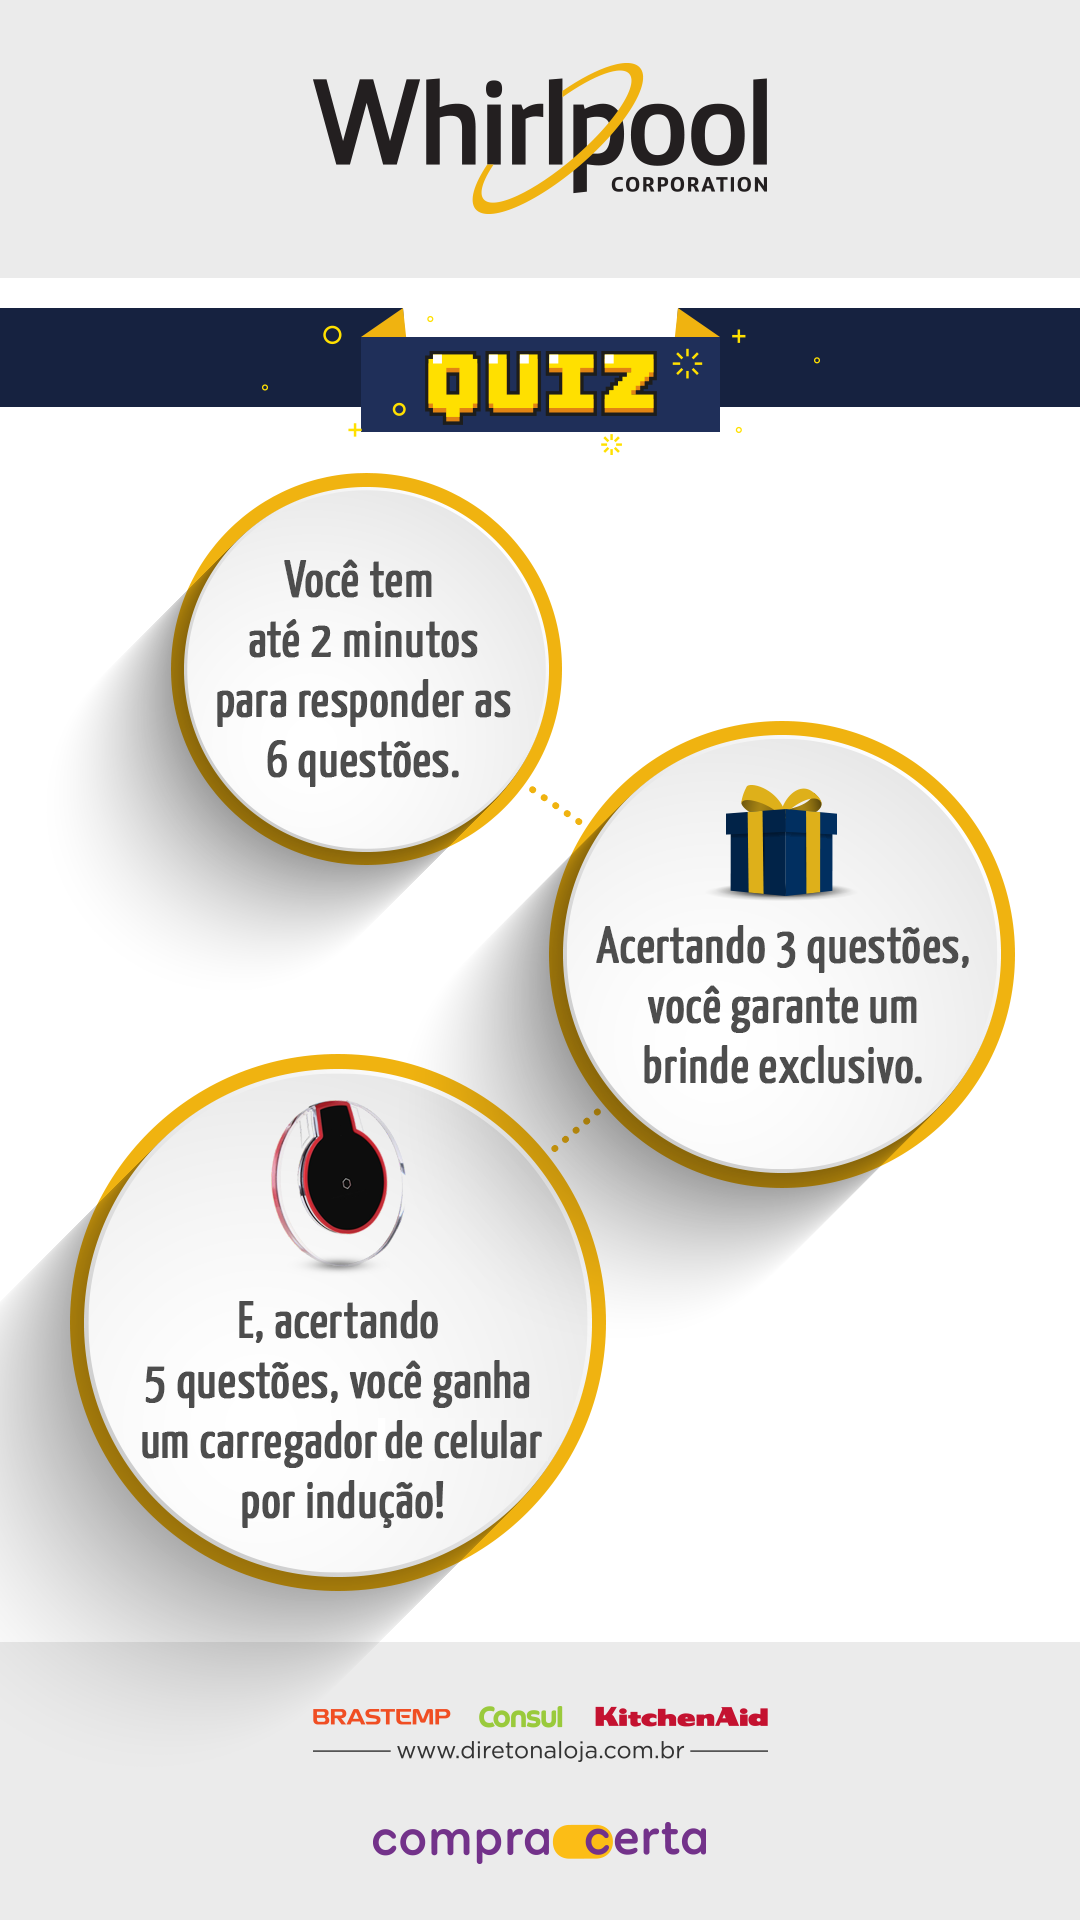 Whirlpool
CORPORATION
QUIZ
Você tem
até 2 minutos
para responder as
6 questões.
Acertando 3 questões,
você garante um
brinde exclusivo.
E, acertando
5 questões, você ganha
um carregador de celular
por indução!
BRASTEMP Consul KitchenAid
www.diretonaloja.com.br
compra certa